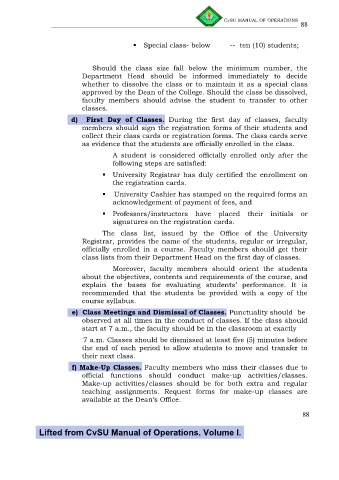 CvSU MANUAL OF OPERATIONS
88
▪ Special class- below -- ten (10) students;
Should the class size fall below the minimum number, the
Department Head should be informed immediately to decide
whether to dissolve the class or to maintain it as a special class
approved by the Dean of the College. Should the class be dissolved,
faculty members should advise the student to transfer to other
classes.
d) First Day of Classes. During the first day of classes, faculty
members should sign the registration forms of their students and
collect their class cards or registration forms. The class cards serve
as evidence that the students are officially enrolled in the class.
A student is considered officially enrolled only after the
following steps are satisfied:
▪ University Registrar has duly certified the enrollment on
the registration cards.
▪ University Cashier has stamped on the required forms an
acknowledgement of payment of fees, and
▪ Professors/instructors have placed their initials or
signatures on the registration cards.
The class list, issued by the Office of the University
Registrar, provides the name of the students, regular or irregular,
officially enrolled in a course. Faculty members should get their
class lists from their Department Head on the first day of classes.
Moreover, faculty members should orient the students
about the objectives, contents and requirements of the course, and
explain the bases for evaluating students' performance. It is
recommended that the students be provided with a copy of the
course syllabus.
e) Class Meetings and Dismissal of Classes. Punctuality should be
observed at all times in the conduct of classes. If the class should
start at 7 a.m., the faculty should be in the classroom at exactly
7 a.m. Classes should be dismissed at least five (5) minutes before
the end of each period to allow students to move and transfer to
their next class.
f) Make-Up Classes. Faculty members who miss their classes due to
official functions should conduct make-up activities/classes.
Make-up activities/classes should be for both extra and regular
teaching assignments. Request forms for make-up classes are
available at the Dean's Office.
88
Lifted from CvSU Manual of Operations. Volume I.